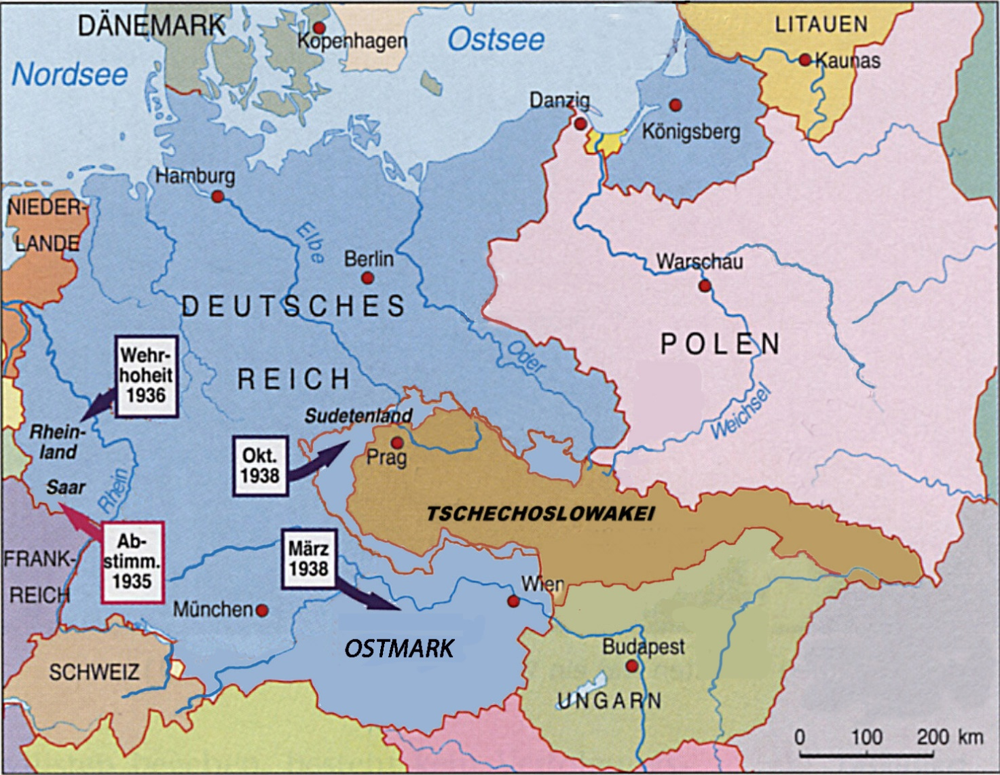 DÄNEMARK
Kopenhagen
Ostsee
LITAUEN
Nordsee
Kaunas
Danzig
Königsberg
Hamburg
NIEDER-
LANDE
Elbe
Berlin
Warschau
DEUTSCHES
POLEN
Wehr-
hoheit
1936
Oder
REICH
Weichsel
Sudetenland
Rhein-
land
Okt.
1938
Prag
Saar
Rhein
TSCHECHOSLOWAKEI
Ab-
stimm.
1935
März
1938
FRANK-
REICH
Wien
München
OSTMARK
Budapest
SCHWEIZ
UNGARN
0 100 200 km